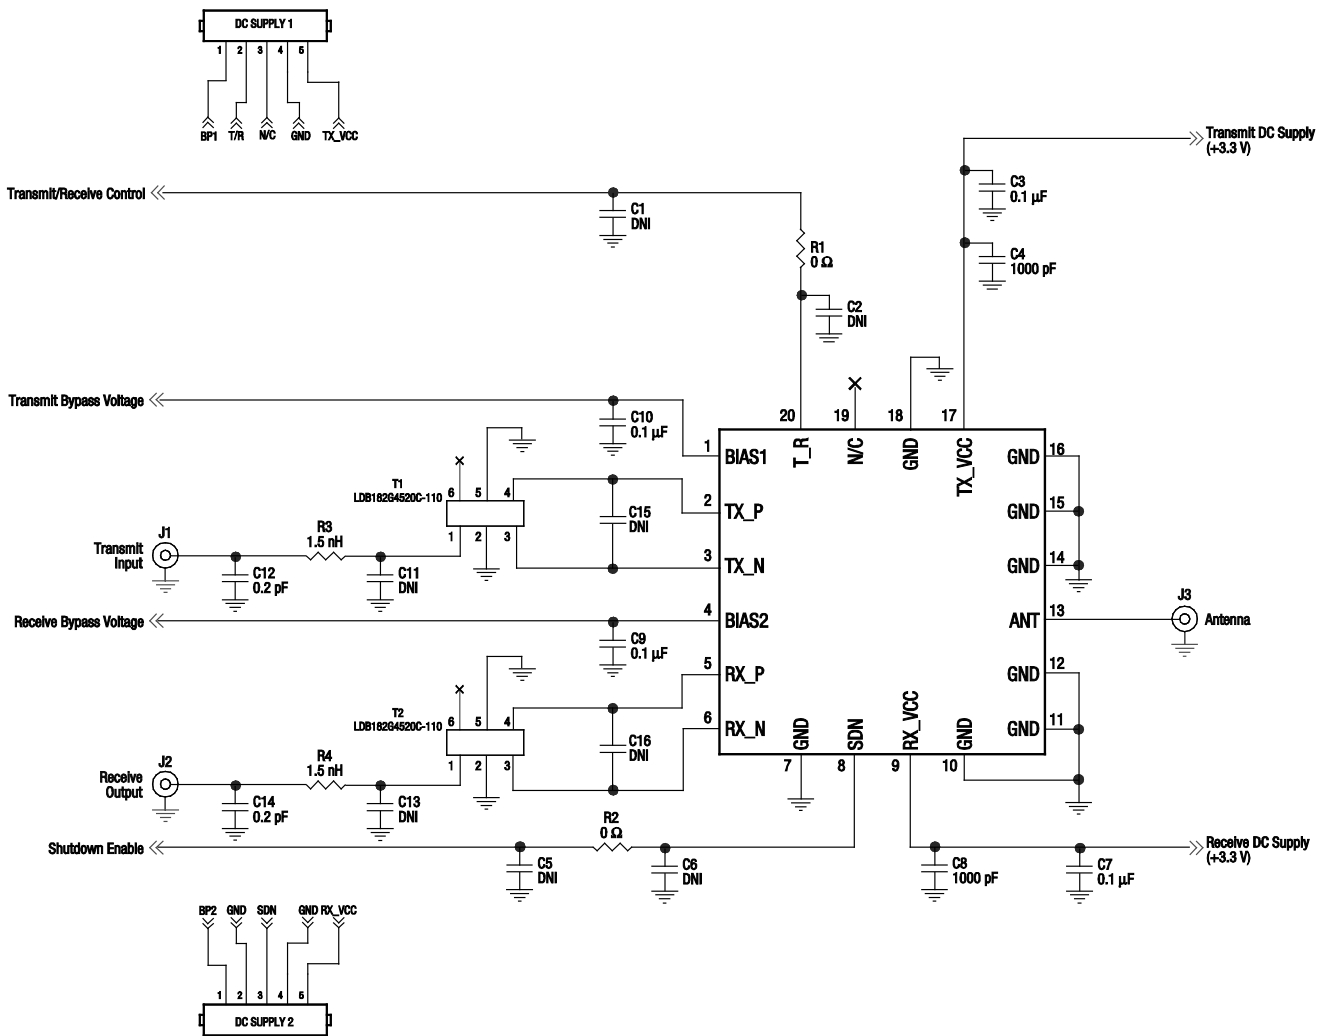 DC SUPPLY 1
1 2 3 4 5
BP1 T/R N/C GND TX_VCC
Transmit DC Supply
(+3.3 V)
C3
0.1 µF
Transmit/Receive Control
C1
DNI
R1
0 Ω
C4
1000 pF
C2
DNI
Transmit Bypass Voltage
C10
0.1 µF
20 19 18 17
1 BIAS1 T_R N/C GND TX_VCC GND 16
T1
LDB182G4520C-110
6 5 4
1 2 3
2 TX_P GND 15
C15
DNI
J1
Transmit
Input
R3
1.5 nH
C12
0.2 pF
C11
DNI
3 TX_N GND 14
J3
Receive Bypass Voltage
4 BIAS2 ANT 13
Antenna
C9
0.1 µF
5 RX_P GND 12
T2
LDB182G4520C-110
6 5 4
1 2 3
6 RX_N GND SDN RX_VCC GND GND 11
C16
DNI
7 8 9 10
J2
Receive
Output
R4
1.5 nH
C14
0.2 pF
C13
DNI
R2
0 Ω
Shutdown Enable
C5
DNI
C6
DNI
C8
1000 pF
C7
0.1 µF
Receive DC Supply
(+3.3 V)
BP2 GND SDN GND RX_VCC
1 2 3 4 5
DC SUPPLY 2